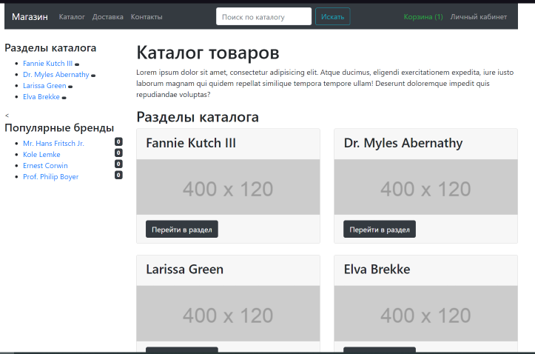 Магазин Каталог Доставка Контакты Поиск по каталогу Искать Корзина (1) Личный кабинет
Разделы каталога
Fannie Kutch III
Dr. Myles Abernathy
Larissa Green
Elva Brekke
<
Популярные бренды
Mr. Hans Fritsch Jr. 0
Kole Lemke 0
Ernest Corwin 0
Prof. Philip Boyer 0
Каталог товаров
Lorem ipsum dolor sit amet, consectetur adipisicing elit. Atque ducimus, eligendi exercitationem expedita, iure iusto
laborum magnam qui quidem repellat similique tempora tempore ullam! Deserunt doloremque impedit quis
repudiandae voluptas?
Разделы каталога
Fannie Kutch III
400 x 120
Перейти в раздел
Dr. Myles Abernathy
400 x 120
Перейти в раздел
Larissa Green
400 x 120
Elva Brekke
400 x 120